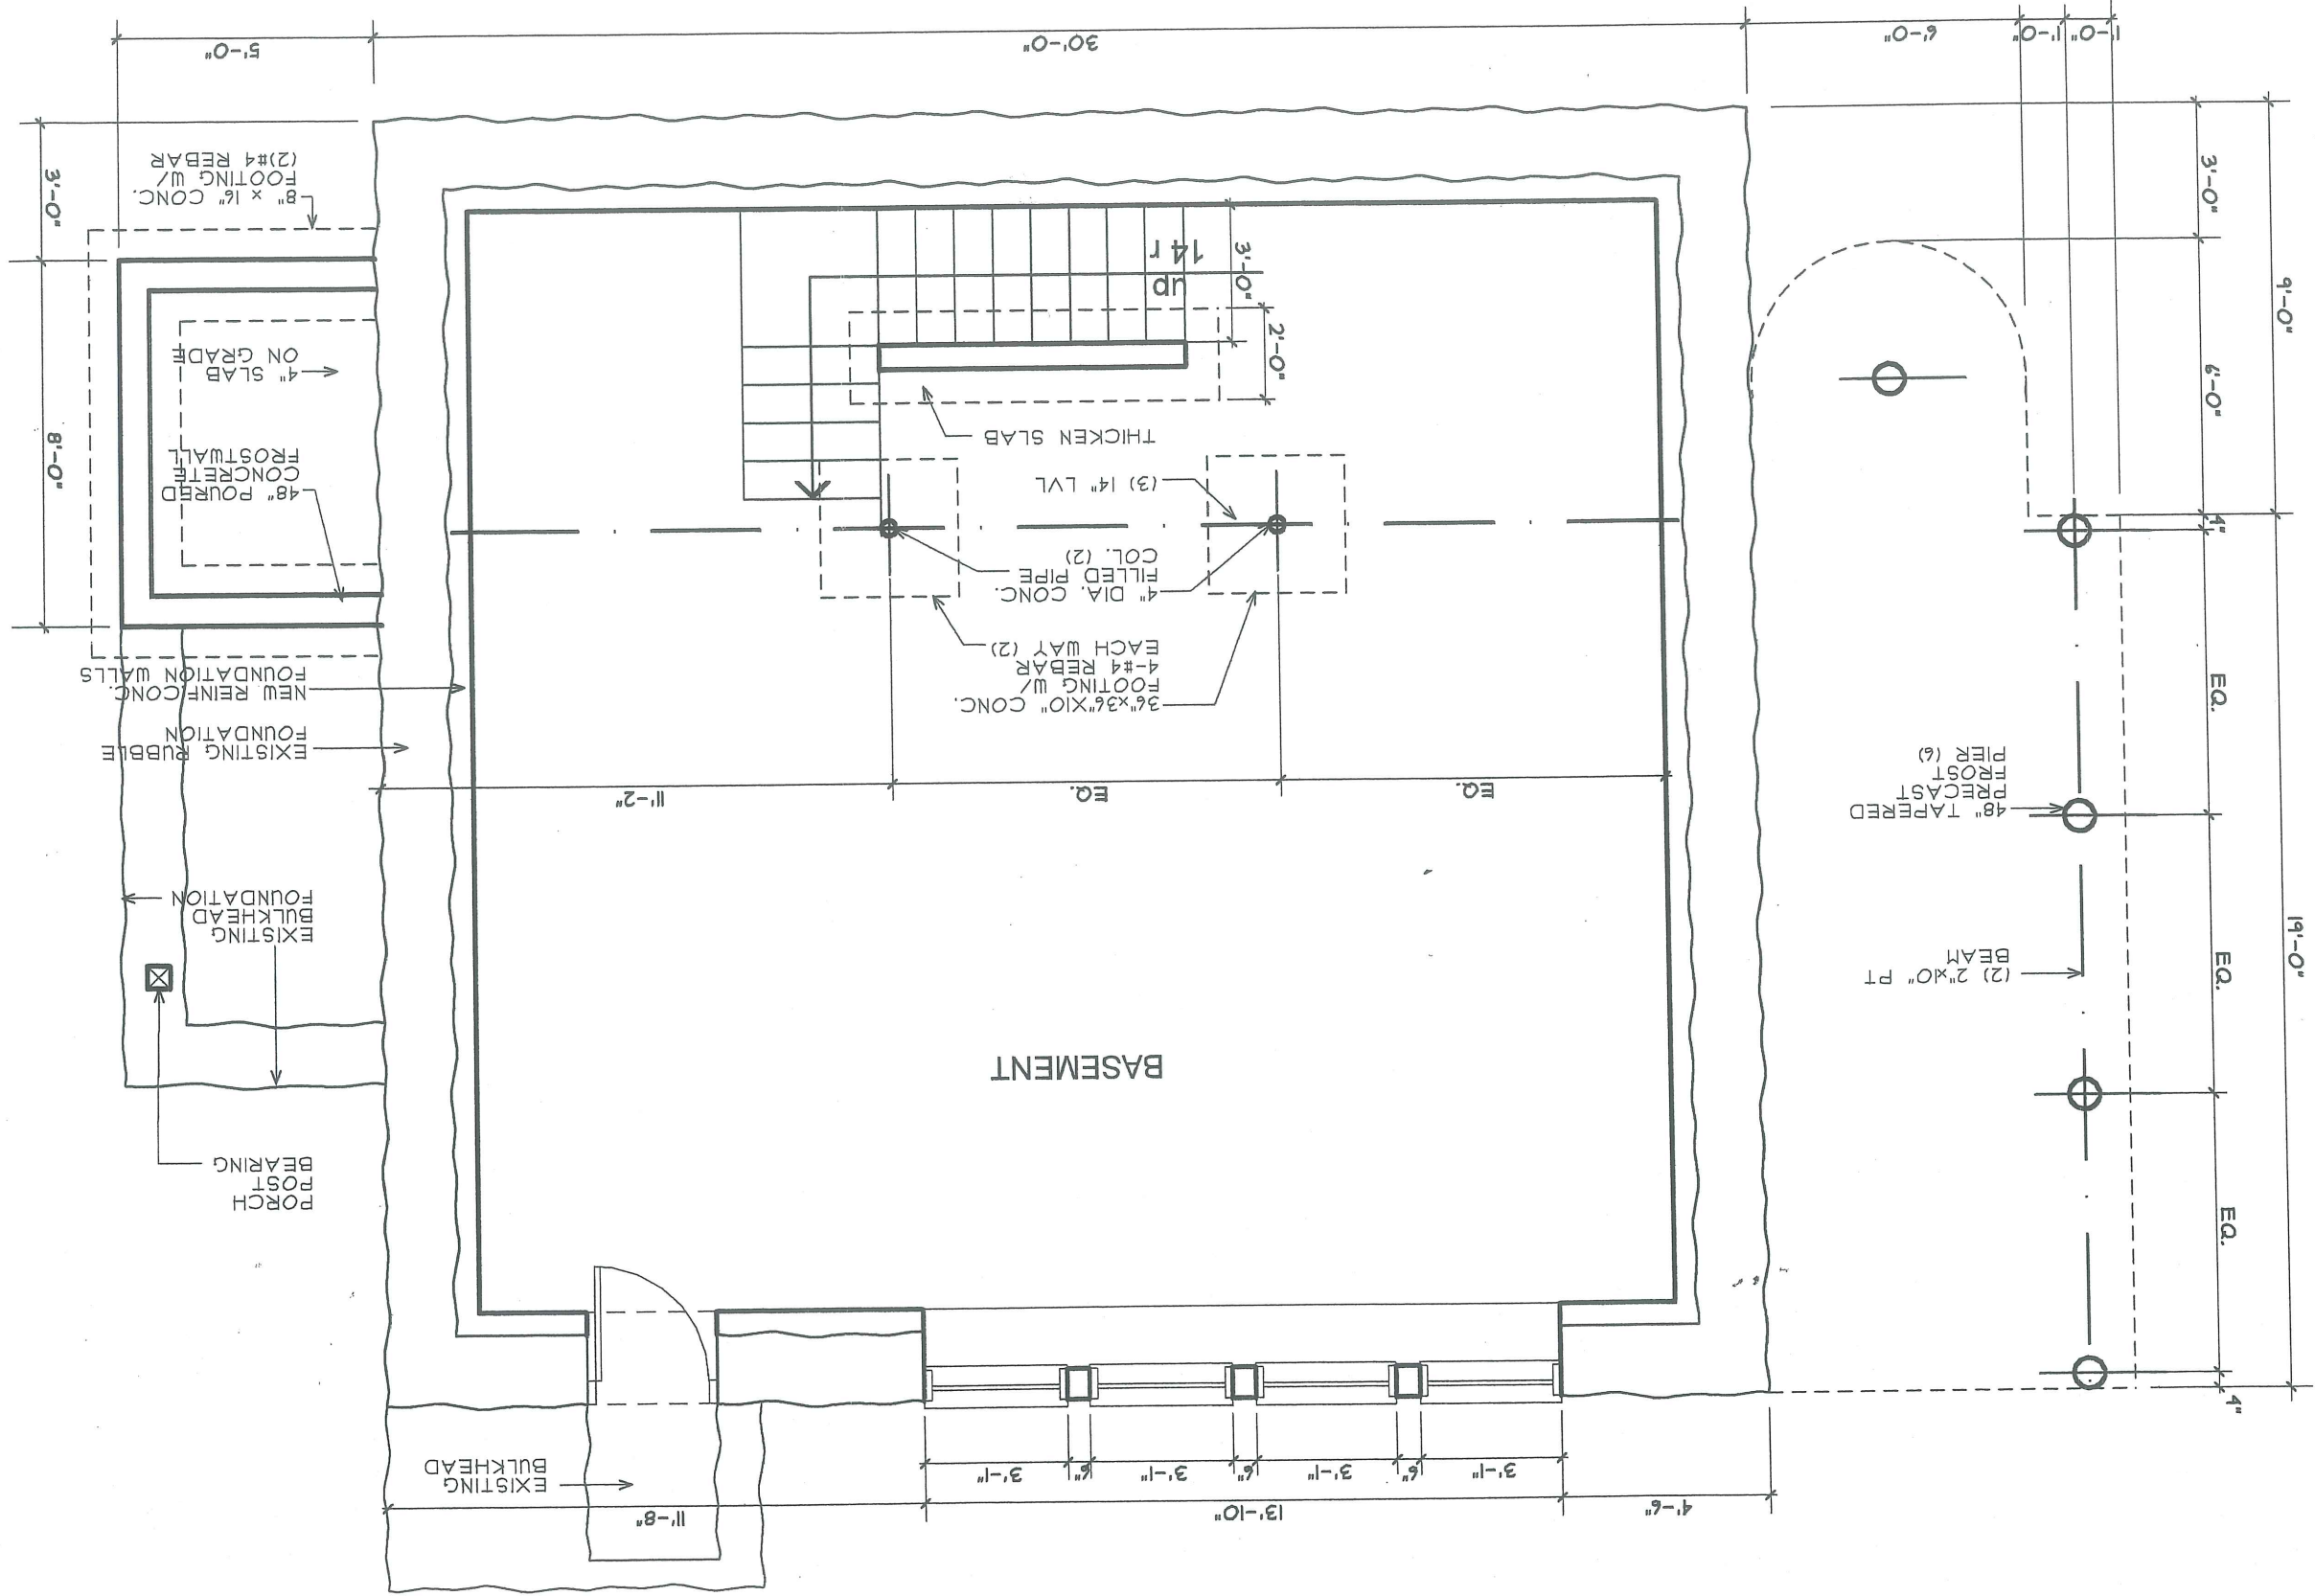 4'-6"
13'-10"
11'-8"
3'-1"
6"
3'-1"
6"
3'-1"
6"
3'-1"
EXISTING
BULKHEAD
4"
EQ.
19'-0"
EQ.
EQ.
(2) 2"x10" PT
BEAM
48" TAPERED
PRECAST
FROST
PIER (6)
BASEMENT
PORCH
POST
BEARING
EXISTING
BULKHEAD
FOUNDATION
EQ.
EQ.
11'-2"
EXISTING RUBBLE
FOUNDATION
NEW REINF.CONC.
FOUNDATION WALLS
36"x36"X10" CONC.
FOOTING W/
4-#4 REBAR
EACH WAY (2)
4" DIA. CONC.
FILLED PIPE
COL. (2)
(3) 14" LVL
THICKEN SLAB
48" POURED
CONCRETE
FROSTWALL
8'-0"
4" SLAB
ON GRADE
4"
6'-0"
9'-0"
2'-0"
3'-0"
up
14 r
3'-0"
8" x 16" CONC.
FOOTING W/
(2)#4 REBAR
3'-0"
1'-0"
1'-0"
6'-0"
30'-0"
5'-0"